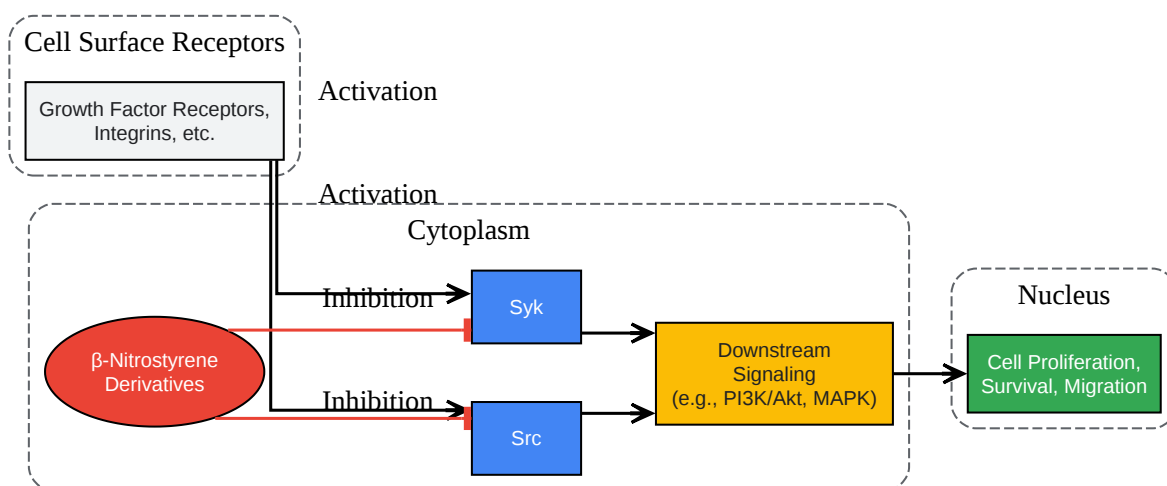 Cell Surface Receptors
Growth Factor Receptors,
Integrins, etc.
Activation
Activation
Cytoplasm
Inhibition
Syk
β-Nitrostyrene
Derivatives
Inhibition
Src
Downstream
Signaling
(e.g., PI3K/Akt, MAPK)
Nucleus
Cell Proliferation,
Survival, Migration